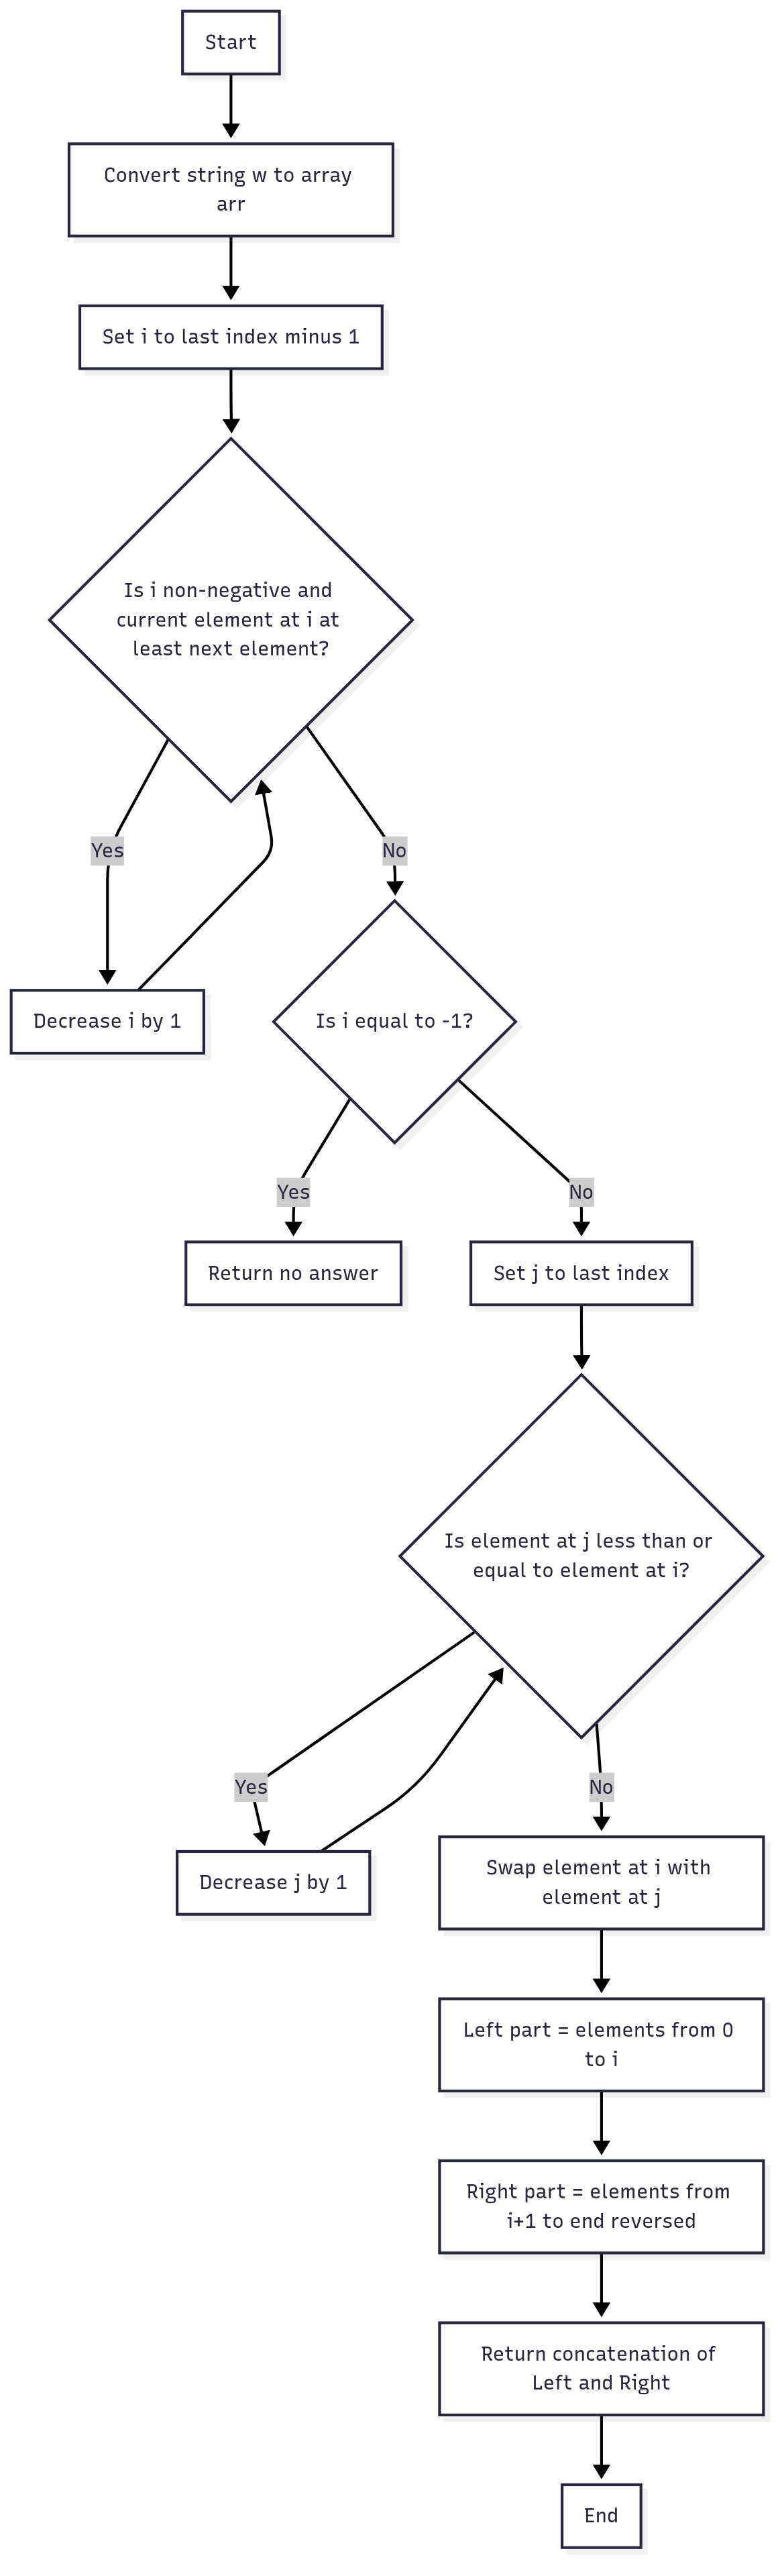 Start
Convert string w to array
arr
Set i to last index minus 1
Is i non-negative and
current element at i at
least next element?
Yes
No
Decrease i by 1
Is i equal to -1?
Yes
No
Return no answer
Set j to last index
Is element at j less than or
equal to element at i?
Yes
No
Decrease j by 1
Swap element at i with
element at j
Left part = elements from 0
to i
Right part = elements from
i+1 to end reversed
Return concatenation of
Left and Right
End